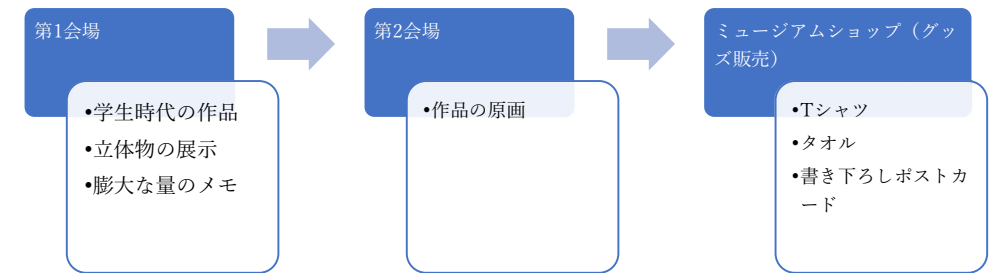 第1会場
•学生時代の作品
•立体物の展示
•膨大な量のメモ
第2会場
•作品の原画
ミュージアムショップ（グッ
ズ販売）
•Tシャツ
•タオル
•書き下ろしポストカ
ード